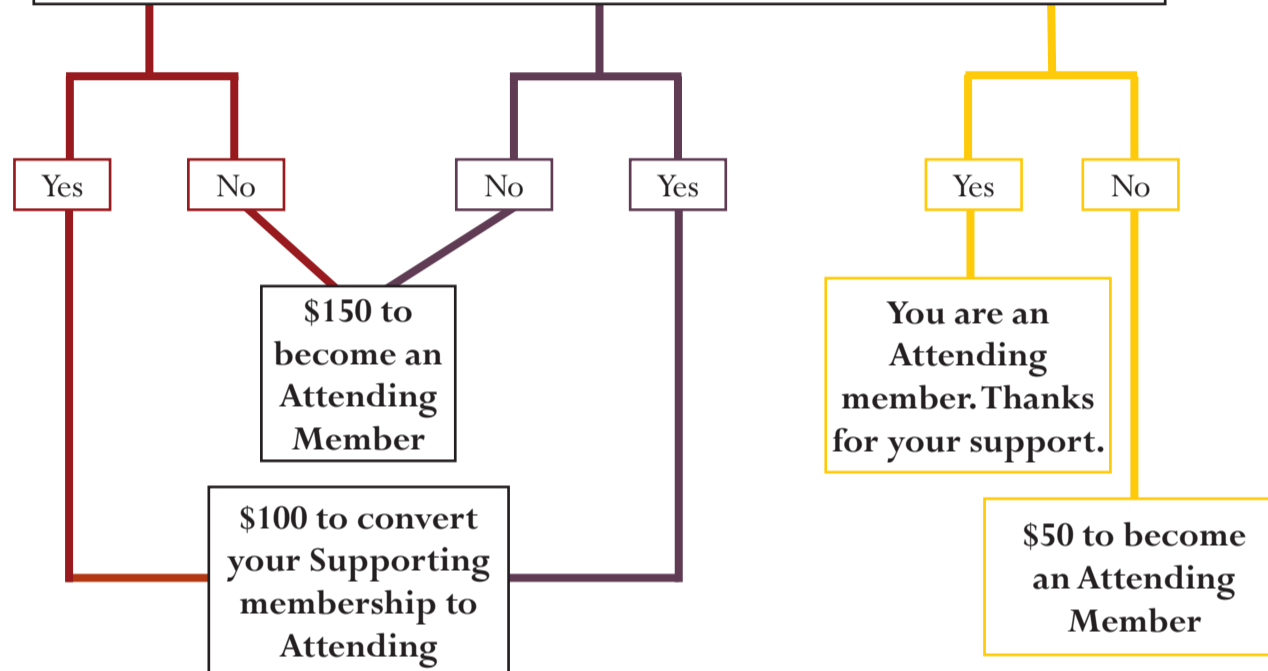 Yes
No
No
Yes
Yes
No
$150 to
become an
Attending
Member
You are an
Attending
member. Thanks
for your support.
$100 to convert
your Supporting
membership to
Attending
$50 to become
an Attending
Member